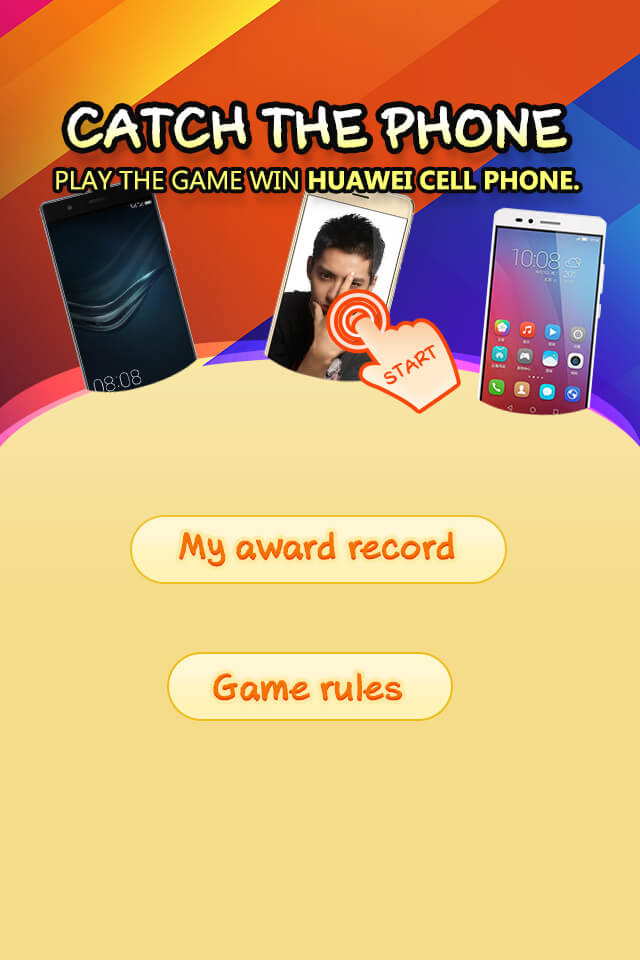 CATCH THE PHONE
PLAY THE GAME WIN HUAWEI CELL PHONE.
10:08
START
08:08
My award record
Game rules